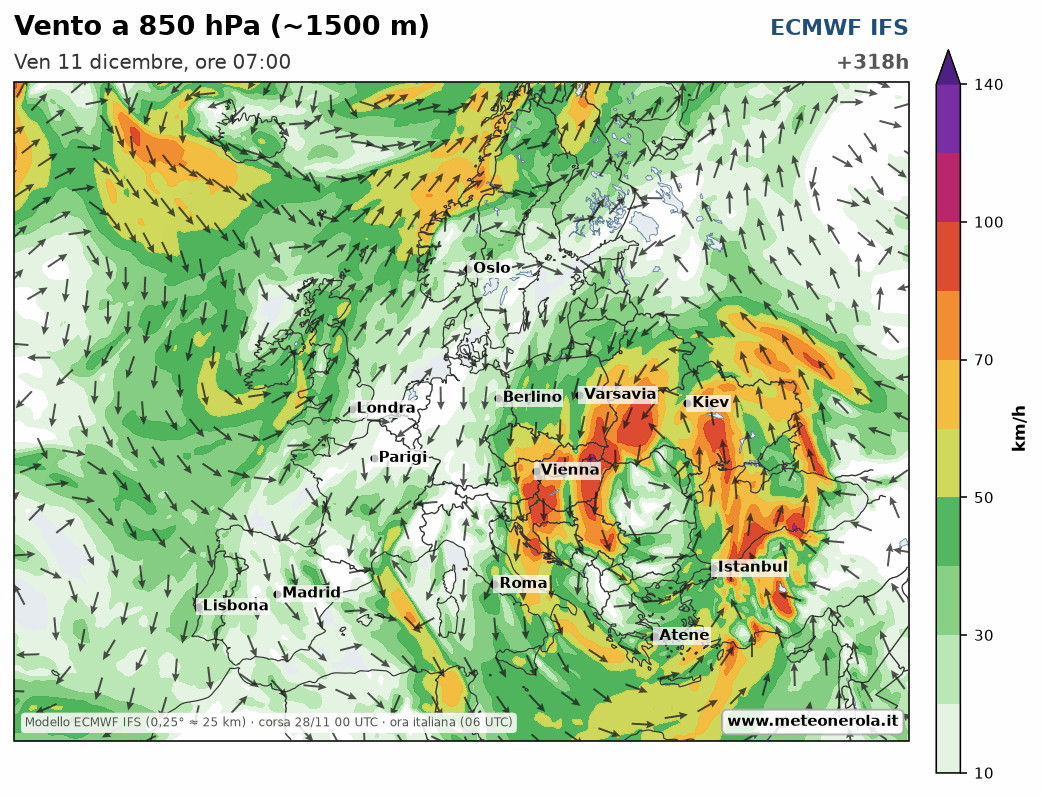 Vento a 850 hPa (~1500 m)
ECMWF IFS
Ven 11 dicembre, ore 07:00
+318h
140
100
70
50
30
10
km/h
Oslo
Londra
Berlino
Varsavia
Kiev
Parigi
Vienna
Istanbul
Roma
Madrid
Lisbona
Atene
Modello ECMWF IFS (0,25° ≈ 25 km) · corsa 28/11 00 UTC · ora italiana (06 UTC)
www.meteonerola.it